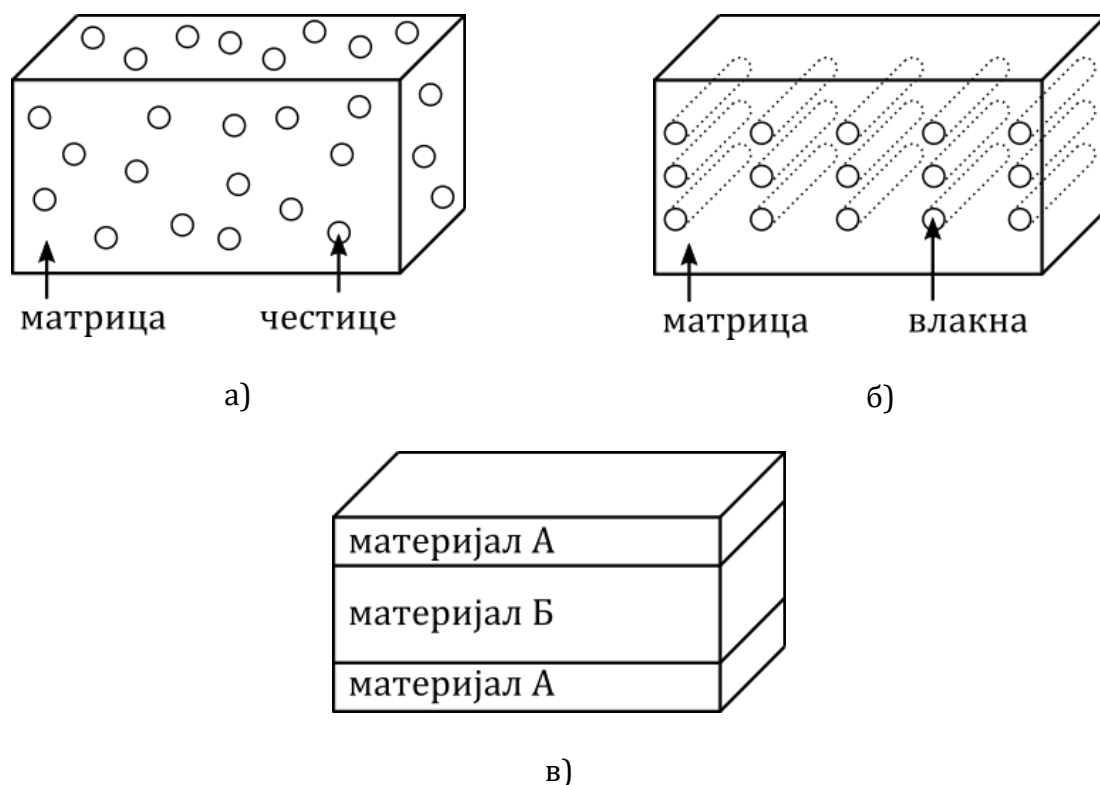 матрица
честице
матрица
влакна
а)
б)
материјал А
материјал Б
материјал А
в)